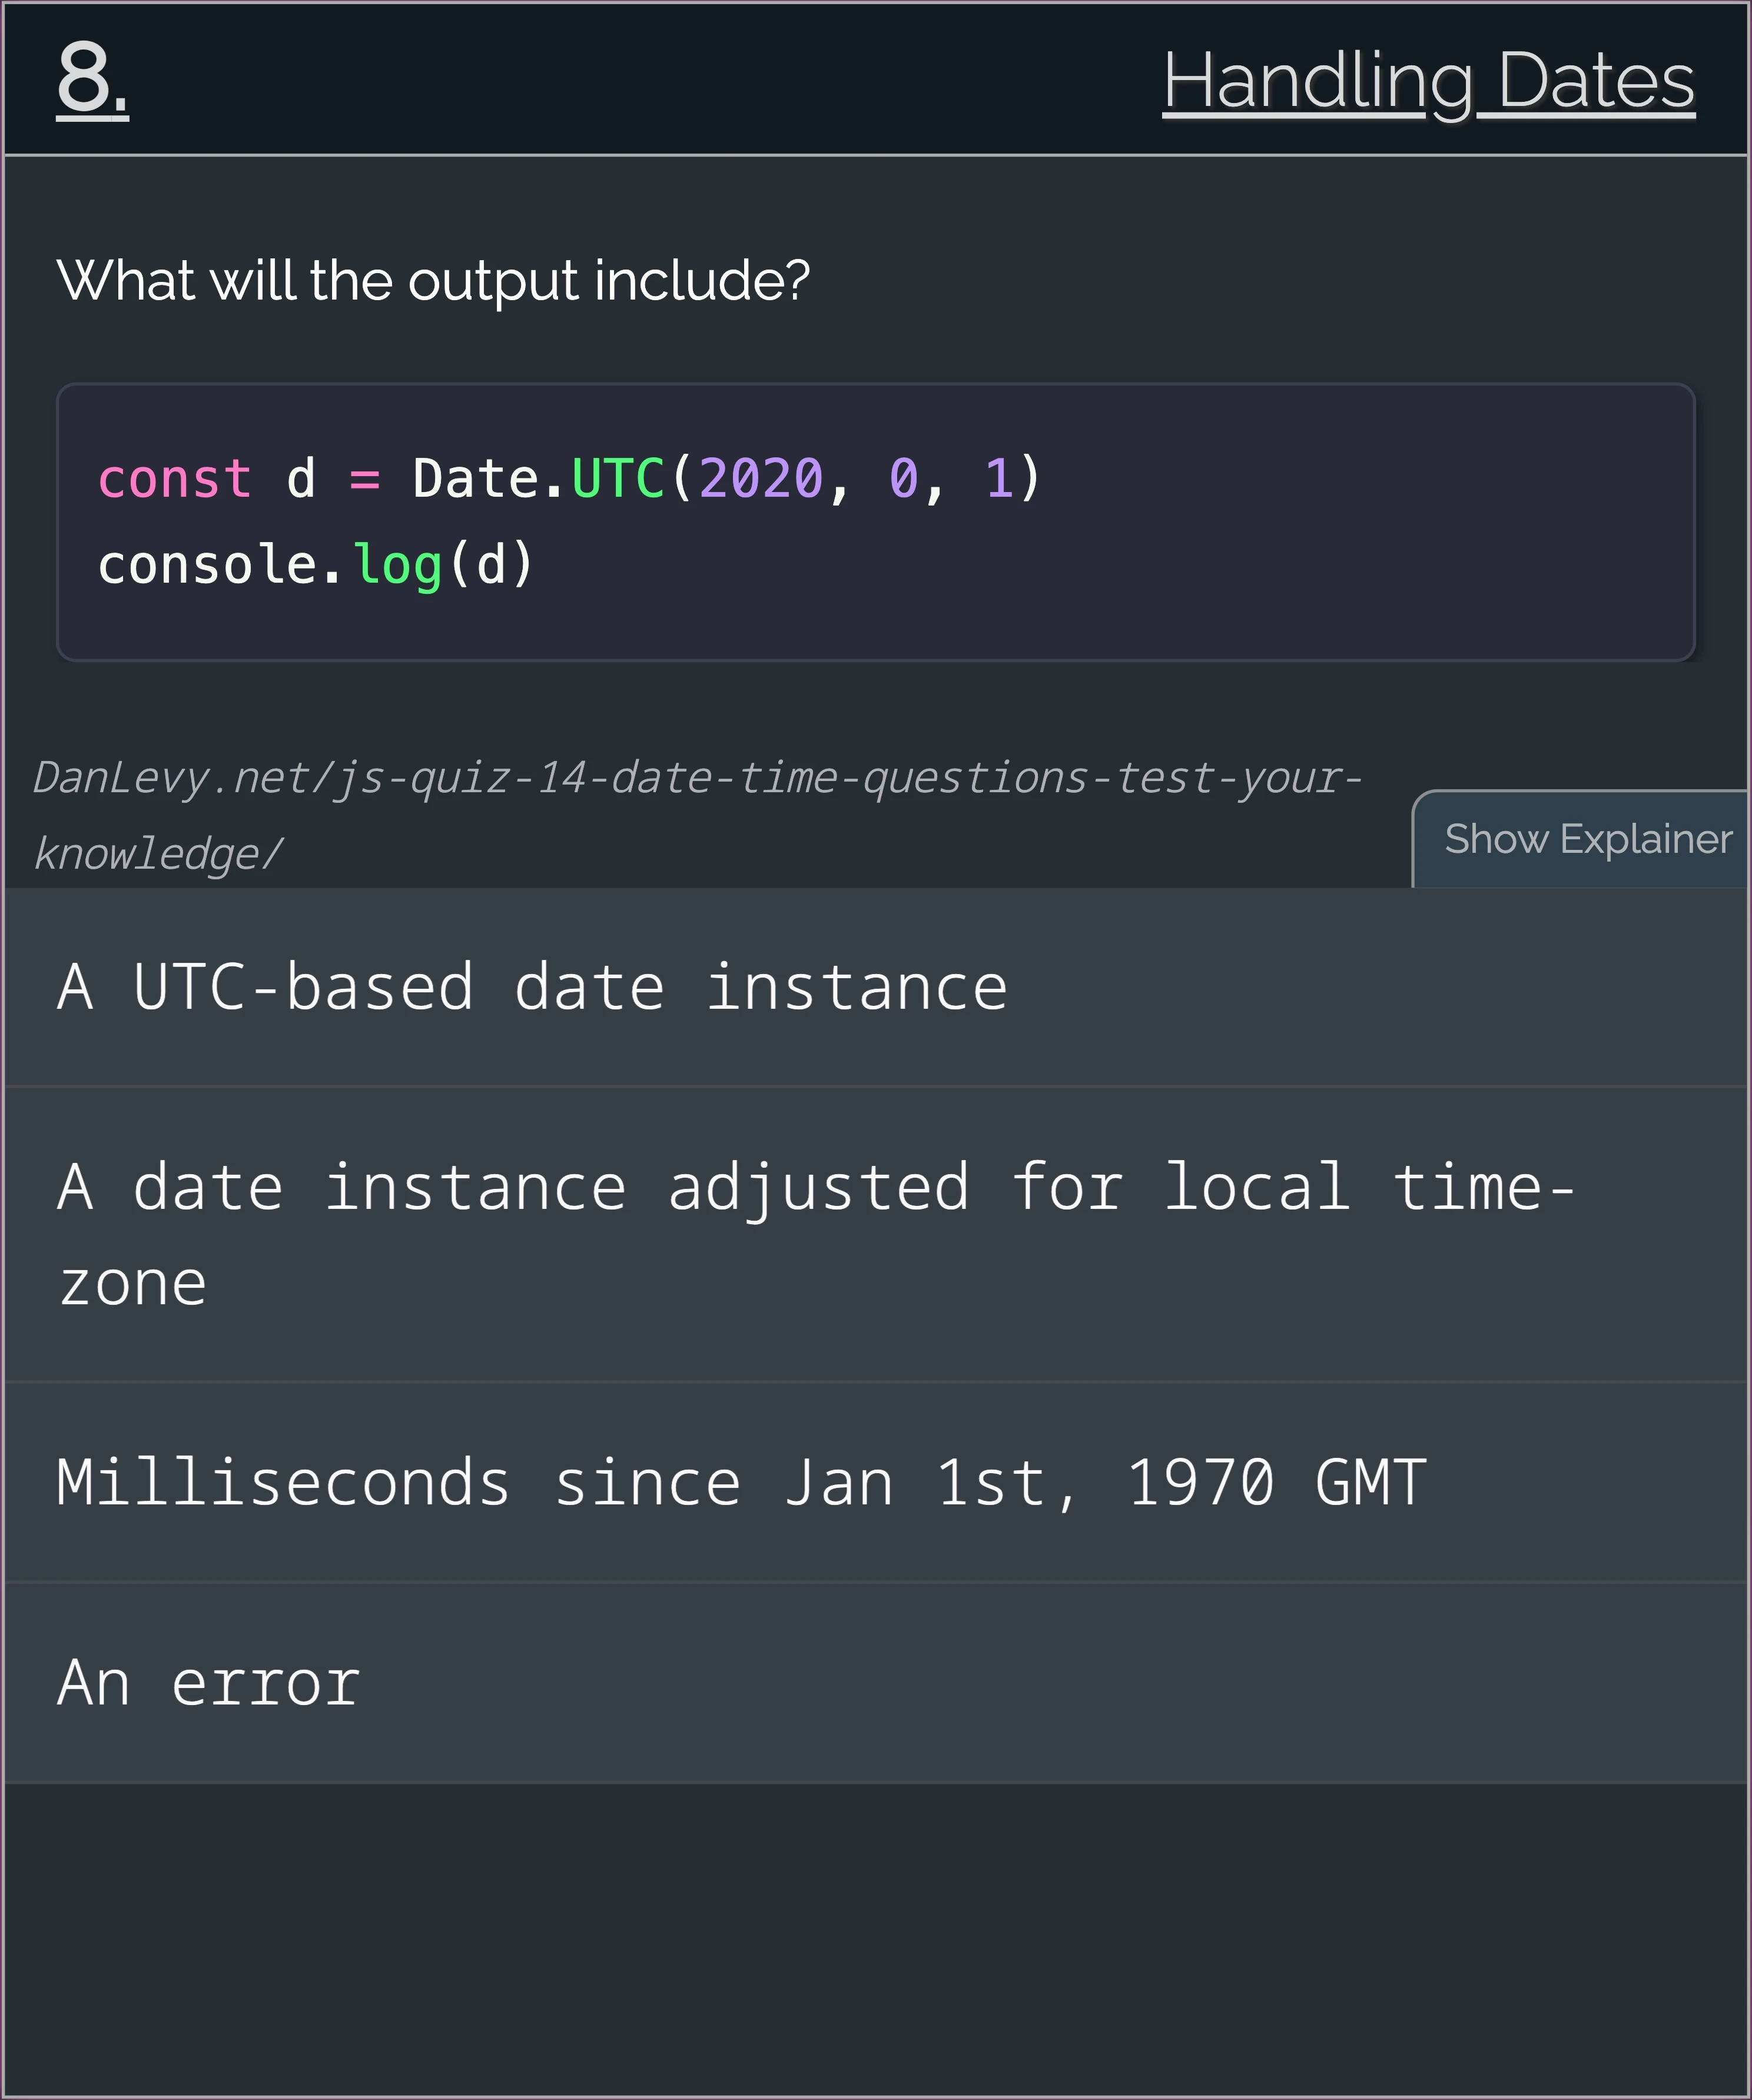 8.
Handling Dates
What will the output include?
const d = Date.UTC(2020, 0, 1)
console.log(d)
DanLevy.net/js-quiz-14-date-time-questions-test-your-
knowledge/
Show Explainer
A UTC-based date instance
A date instance adjusted for local time-
zone
Milliseconds since Jan 1st, 1970 GMT
An error